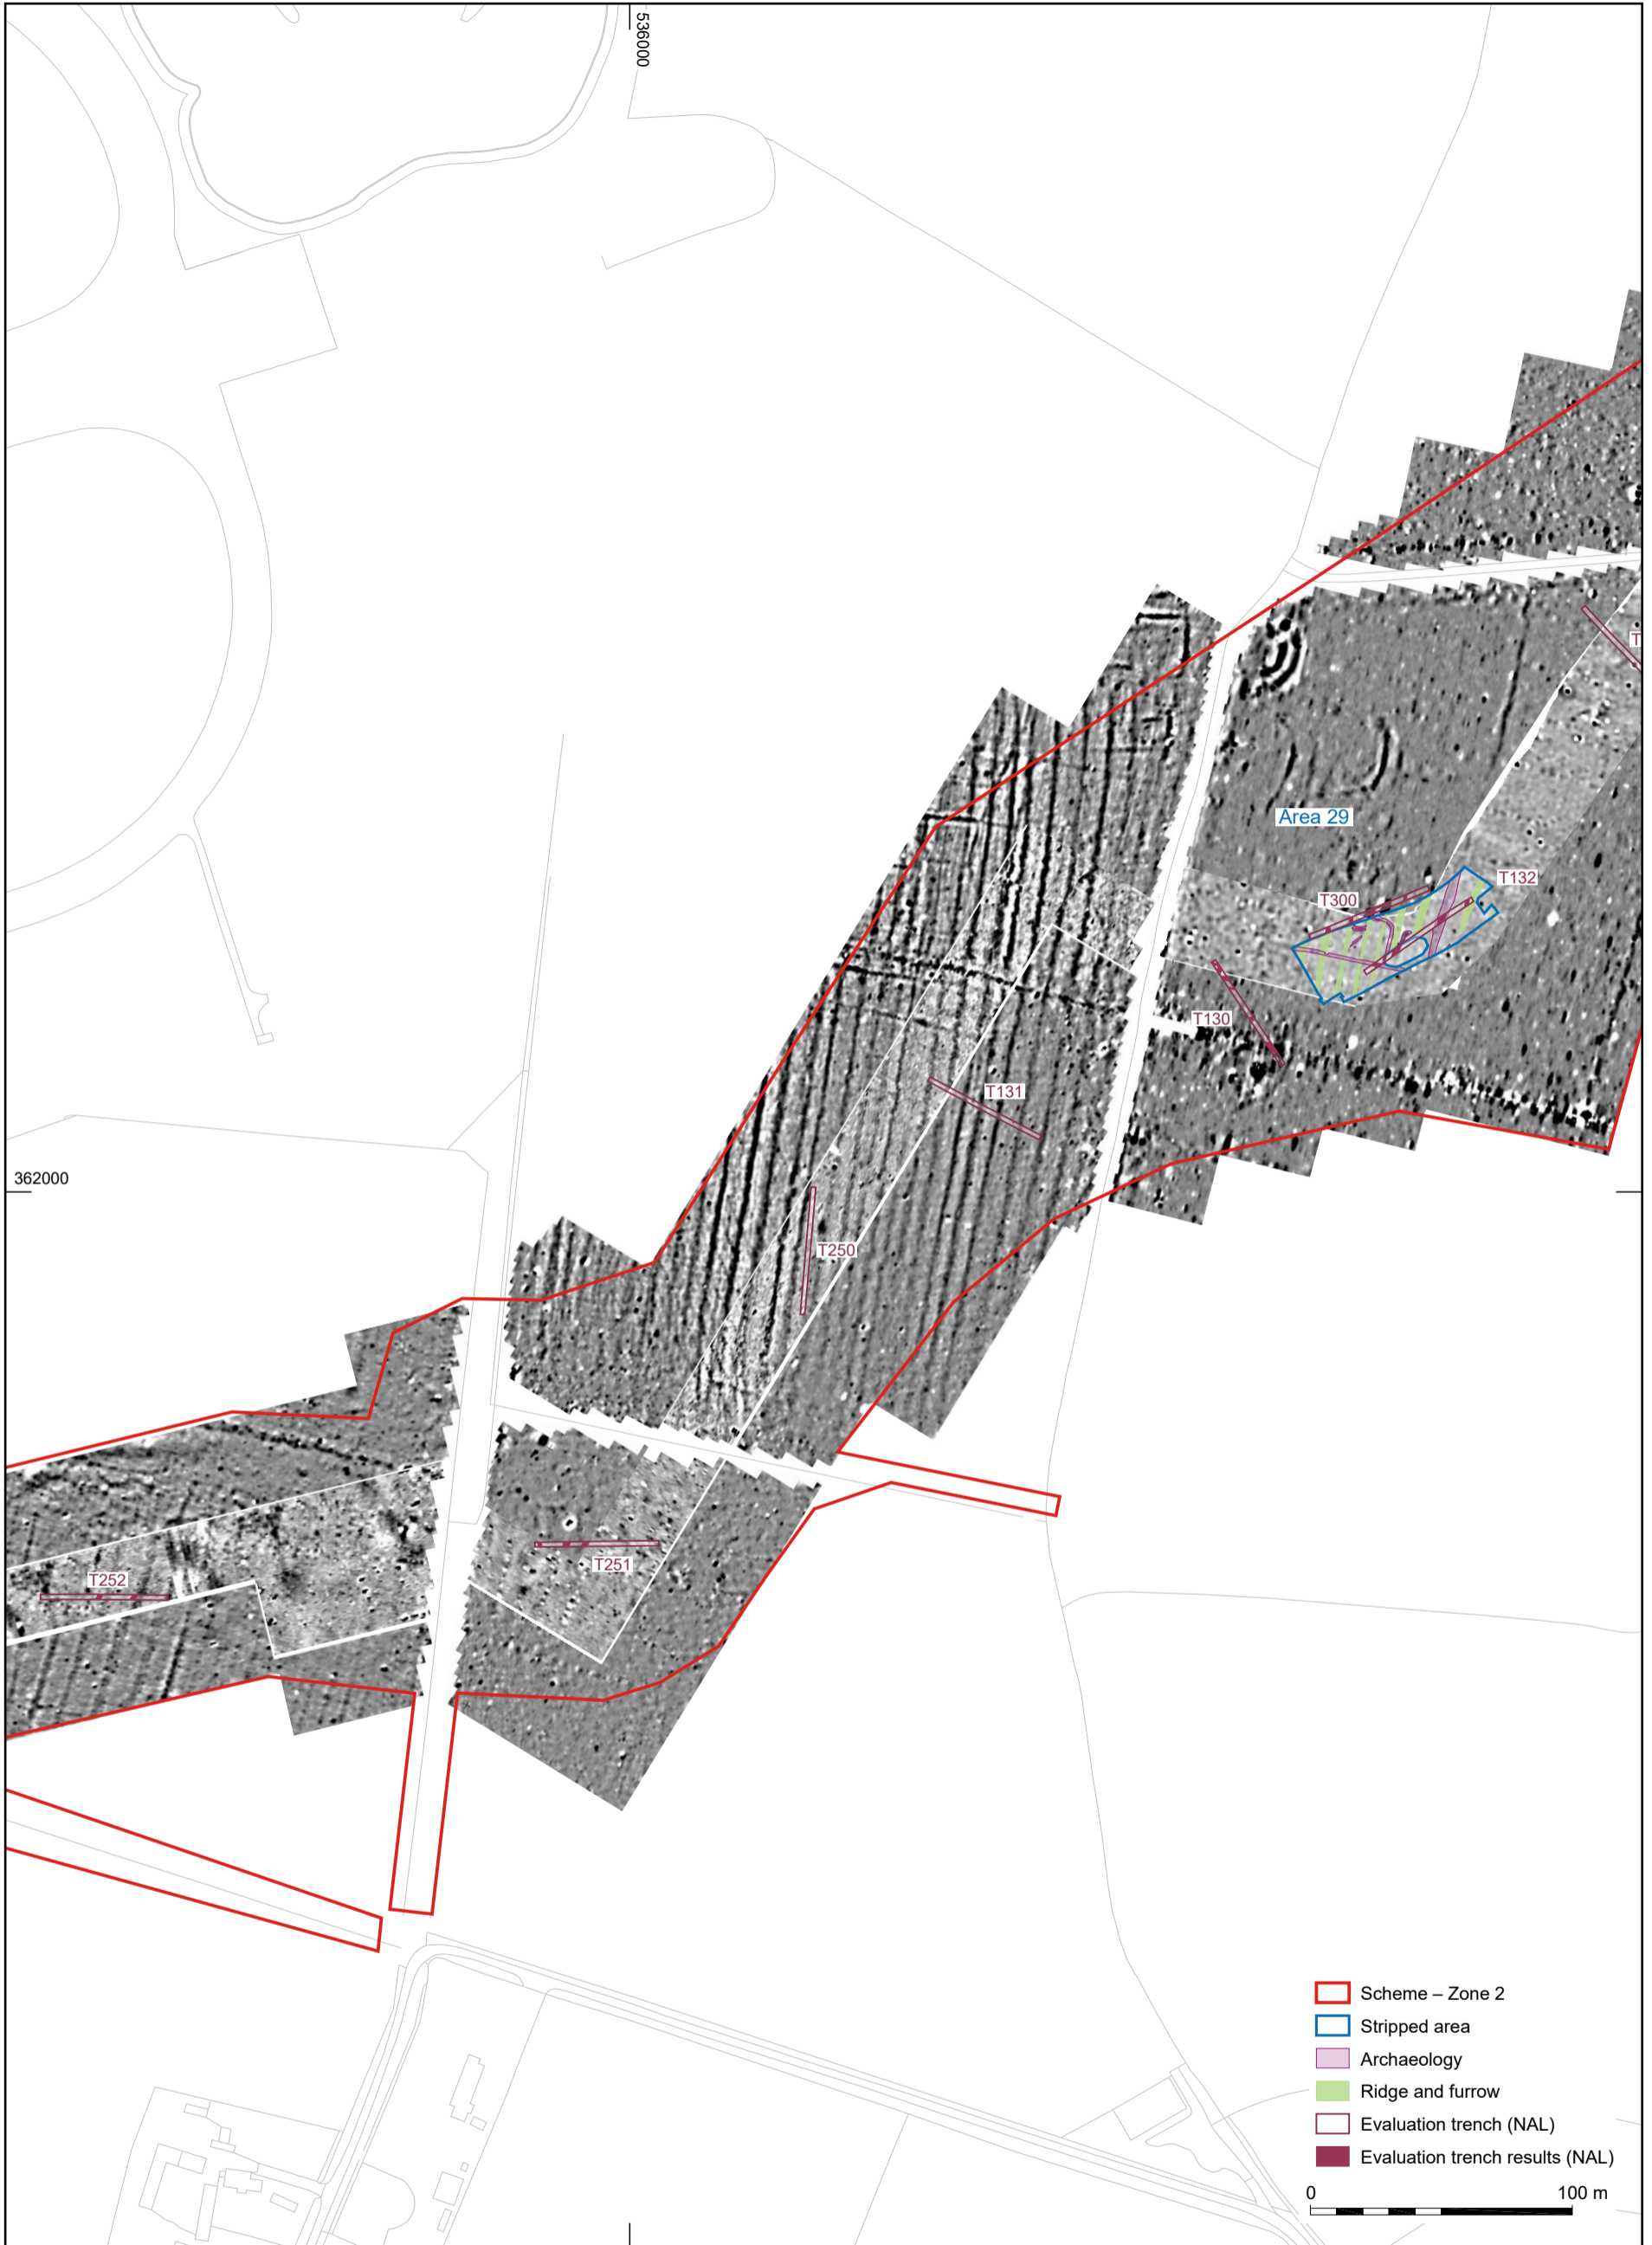 536000
T
Area 29
T132
T300
T130
T131
362000
T250
T251
T252
Scheme – Zone 2
Stripped area
Archaeology
Ridge and furrow
Evaluation trench (NAL)
Evaluation trench results (NAL)
0 100 m